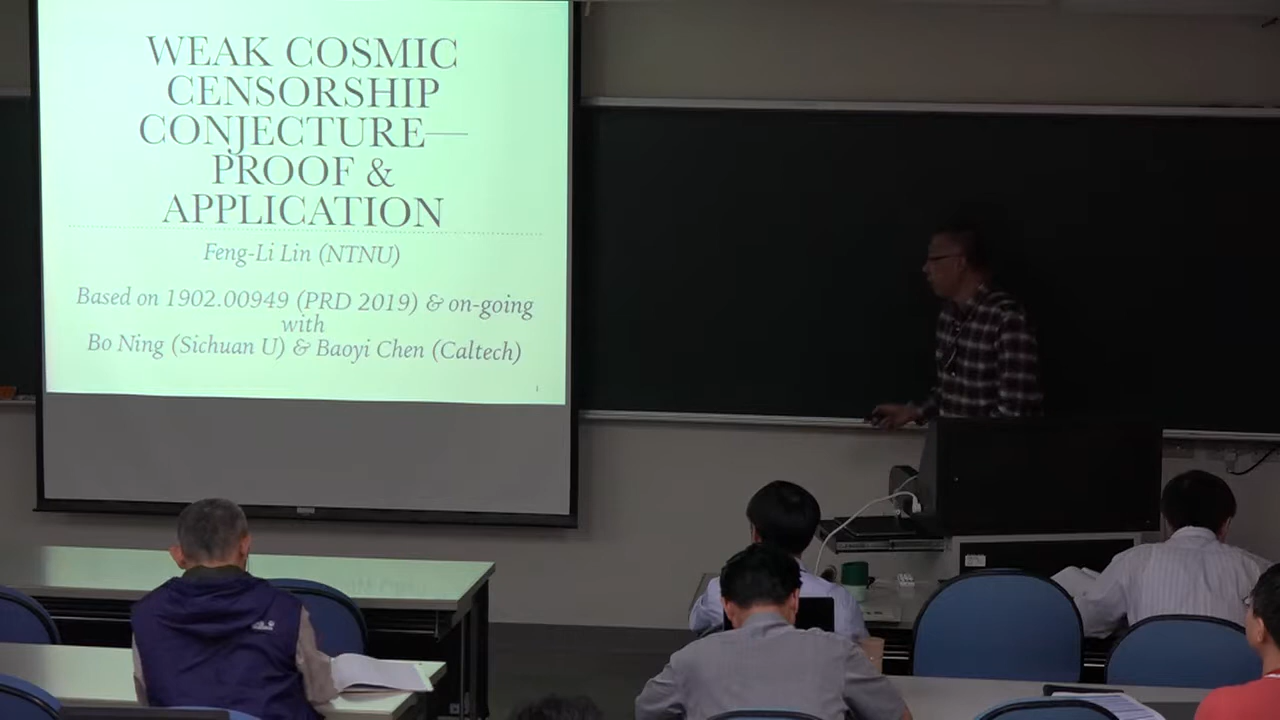 WEAK COSMIC
CENSORSHIP
CONJECTURE—
PROOF &
APPLICATION
Feng-Li Lin (NTNU)
Based on 1902.00949 (PRD 2019) & on-going
with
Bo Ning (Sichuan U) & Baoyi Chen (Caltech)
1